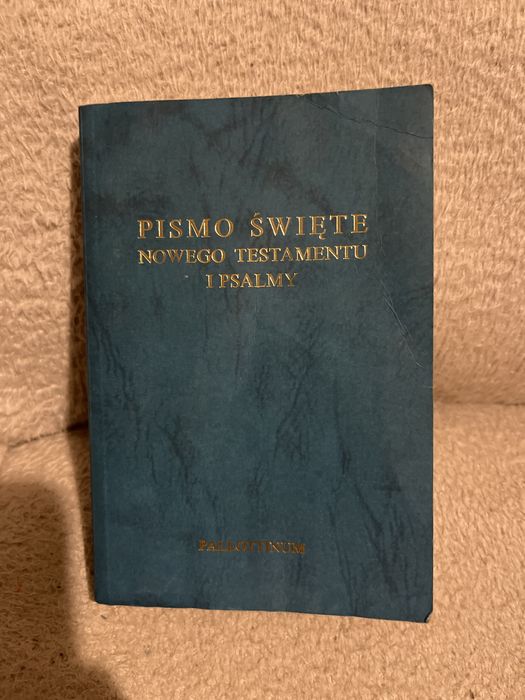 PISMO ŚWIĘTE
NOWEGO TESTAMENTU
I PSALMY
PALLOTTINUM